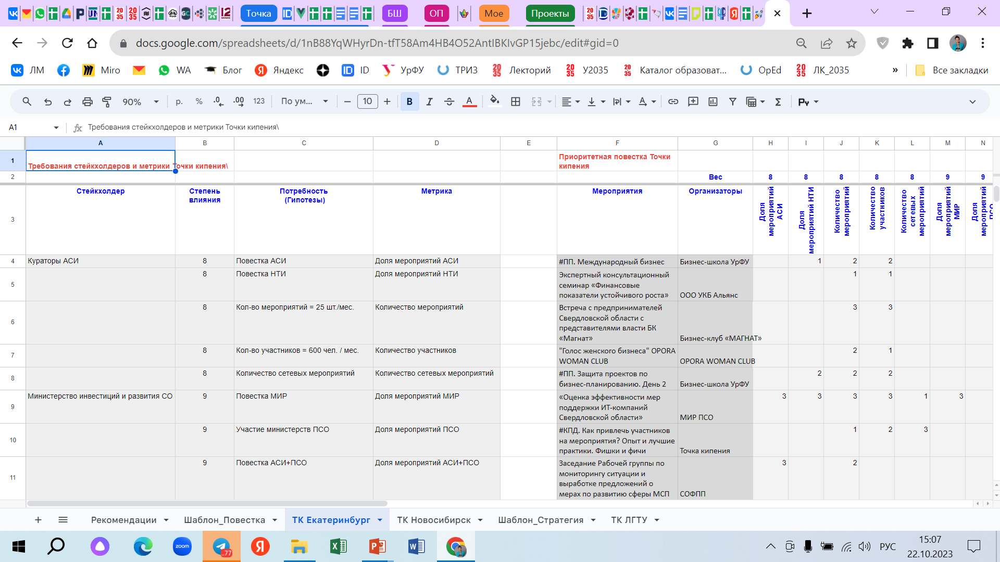 Точка
БШ
ОП
Мое
Проекты
docs.google.com/spreadsheets/d/1nB88YqWHyrDn-tfT58Am4HB4O52AntIBKIvGP15jebc/edit#gid=0
ЛМ
Miro
WA
Блог
Яндекс
ID
УрФУ
ТРИЗ
Лекторий
У2035
Каталог образоват...
OpEd
ЛК_2035
»
Все закладки
90%
р.
%
.0
.00
123
По ум...
10
A1
Требования стейкхолдеров и метрики Точки кипения\
A B C D E F G H I J K L M N
1
Требования стейкхолдеров и метрики Точки кипения\
Приоритетная повестка Точки
кипения
2
Вес 8 8 8 8 8 9 9
3
Стейкхолдер
Степень
влияния
Потребность
(Гипотезы)
Метрика
Мероприятия
Организаторы
Доля
мероприятий
АСИ
Доля
мероприятий НТИ
Количество
мероприятий
Количество
участников
Количество
сетевых
мероприятий
Доля
мероприятий
МИР
Доля
мероприятий
4
Кураторы АСИ 8 Повестка АСИ Доля мероприятий АСИ #ПП. Международный бизнес Бизнес-школа УрФУ 1 2 2
5
8 Повестка НТИ Доля мероприятий НТИ
Экспертный консультационный
семинар «Финансовые
показатели устойчивого роста»
ООО УКБ Альянс
1 1
6
8 Кол-во мероприятий = 25 шт./мес. Количество мероприятий
Встреча с предпринимателей
Свердловской области с
представителями власти БК
«Магнат»
Бизнес-клуб «МАГНАТ»
3 3
7
8 Кол-во участников = 600 чел. / мес. Количество участников
"Голос женского бизнеса" OPORA
WOMAN CLUB
OPORA WOMAN CLUB
2 1
8
8 Количество сетевых мероприятий Количество сетевых мероприятий
#ПП. Защита проектов по
бизнес-планированию. День 2
Бизнес-школа УрФУ
2 2 2
9
Министерство инвестиций и развития СО 9 Повестка МИР Доля мероприятий МИР
«Оценка эффективности мер
поддержки ИТ-компаний
Свердловской области»
МИР ПСО
3 3 3 3 1 3
10
9 Участие министерств ПСО Доля мероприятий ПСО
#КПД. Как привлечь участников
на мероприятия? Опыт и лучшие
практики. Фишки и фичи
Точка кипения
1 2 3
11
9 Повестка АСИ+ПСО Доля мероприятий АСИ+ПСО
Заседание Рабочей группы по
мониторингу ситуации и
выработке предложений о
мерах по развитию сферы МСП
СОФПП
3 2
Рекомендации
Шаблон_Повестка
ТК Екатеринбург
ТК Новосибирск
Шаблон_Стратегия
ТК ЛГТУ
zoom
..77
РУС
15:07
22.10.2023